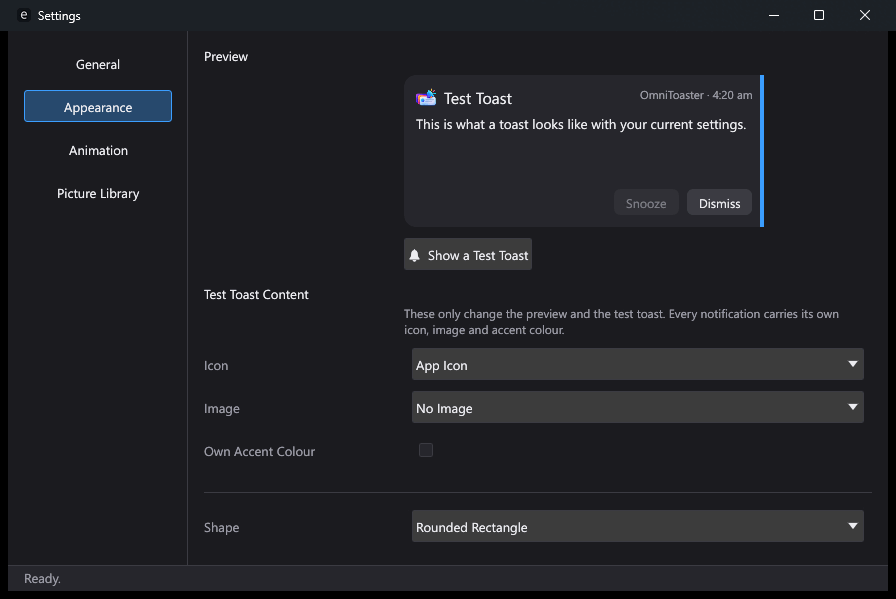 e Settings
General
Appearance
Animation
Picture Library
Preview
Test Toast
OmniToaster · 4:20 am
This is what a toast looks like with your current settings.
Snooze
Dismiss
Show a Test Toast
Test Toast Content
These only change the preview and the test toast. Every notification carries its own
icon, image and accent colour.
Icon
App Icon
Image
No Image
Own Accent Colour
Shape
Rounded Rectangle
Ready.